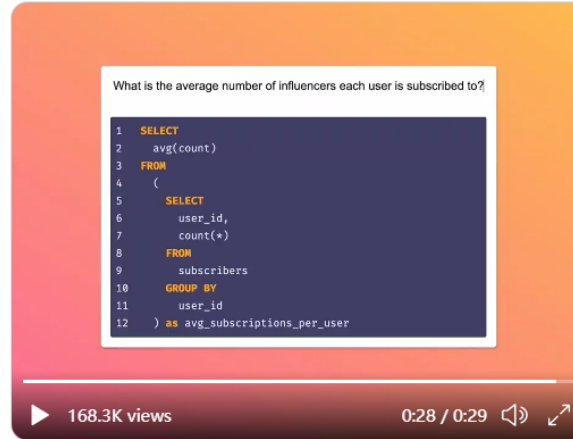 What is the average number of influencers each user is subscribed to?
1 SELECT
2 avg(count)
3 FROM
4 (
5 SELECT
6 user_id,
7 count(*)
8 FROM
9 subscribers
10 GROUP BY
11 user_id
12 ) as avg_subscriptions_per_user
168.3K views 0:28 / 0:29